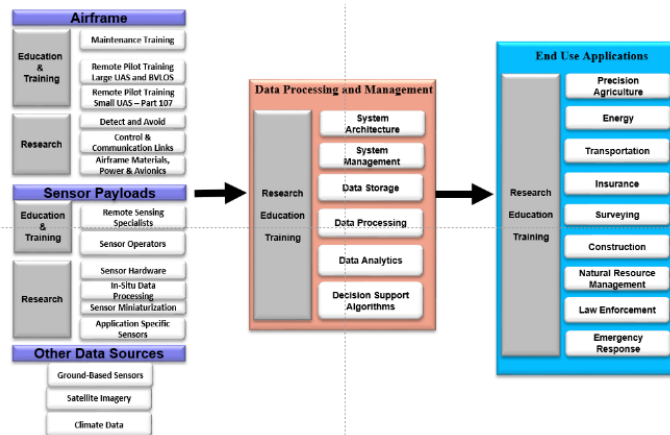 Airframe
Education
&
Training
Maintenance Training
Remote Pilot Training
Large UAS and BVLOS
Remote Pilot Training
Small UAS – Part 107
Research
Detect and Avoid
Control &
Communication Links
Airframe Materials,
Power & Avionics
Sensor Payloads
Education
&
Training
Remote Sensing
Specialists
Sensor Operators
Research
Sensor Hardware
In-Situ Data
Processing
Sensor Miniaturization
Application Specific
Sensors
Other Data Sources
Ground-Based Sensors
Satellite Imagery
Climate Data
Data Processing and Management
Research
Education
Training
System
Architecture
System
Management
Data Storage
Data Processing
Data Analytics
Decision Support
Algorithms
End Use Applications
Research
Education
Training
Precision
Agriculture
Energy
Transportation
Insurance
Surveying
Construction
Natural Resource
Management
Law Enforcement
Emergency
Response